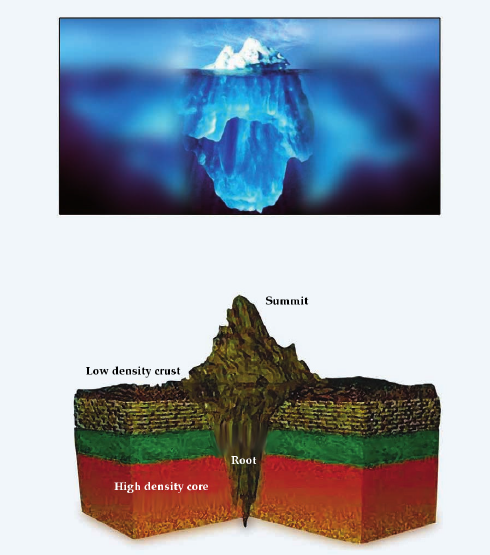 Summit
Low density crust
Root
High density core